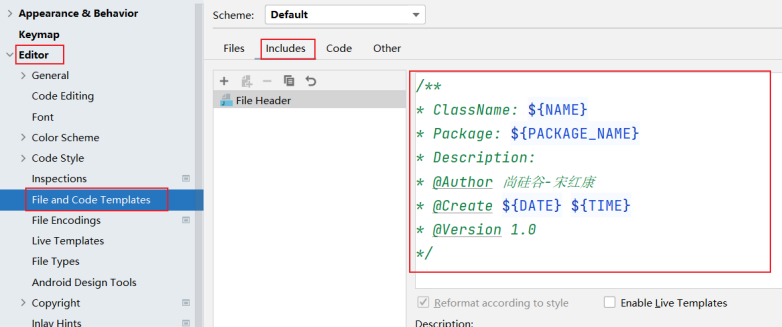 Appearance & Behavior
Keymap
Editor
General
Code Editing
Font
Color Scheme
Code Style
Inspections
File and Code Templates
File Encodings
Live Templates
File Types
Android Design Tools
Copyright
Inlay Hints
Scheme: Default
Files Includes Code Other
File Header
/**
* ClassName: ${NAME}
* Package: ${PACKAGE_NAME}
* Description:
* @Author 尚硅谷-宋红康
* @Create ${DATE} ${TIME}
* @Version 1.0
*/
Reformat according to style Enable Live Templates
Description: